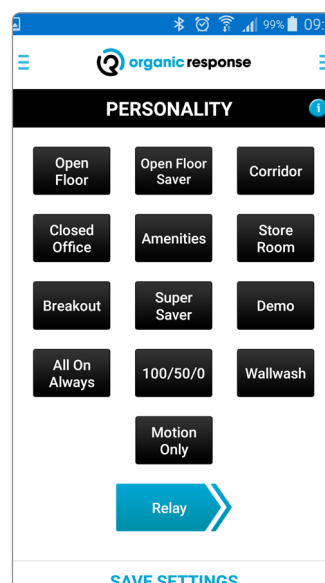 99% 09:
organic response
PERSONALITY
i
Open
Floor
Open Floor
Saver
Corridor
Closed
Office
Amenities
Store
Room
Breakout
Super
Saver
Demo
All On
Always
100/50/0
Wallwash
Motion
Only
Relay
SAVE SETTINGS